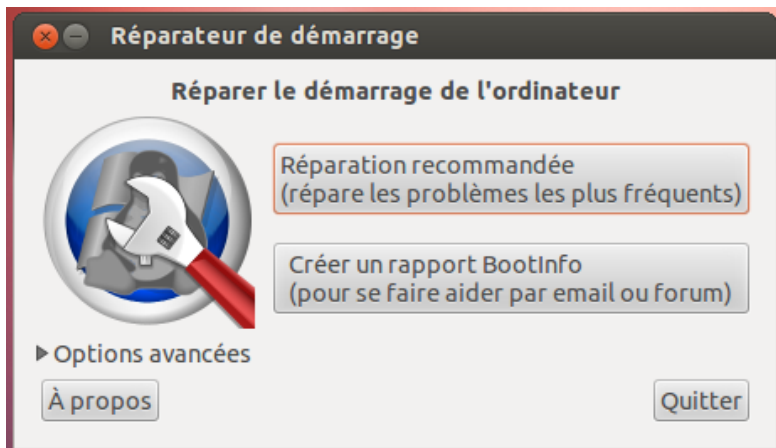 Réparateur de démarrage
Réparer le démarrage de l'ordinateur
Réparation recommandée
(répare les problèmes les plus fréquents)
Créer un rapport BootInfo
(pour se faire aider par email ou forum)
Options avancées
À propos
Quitter